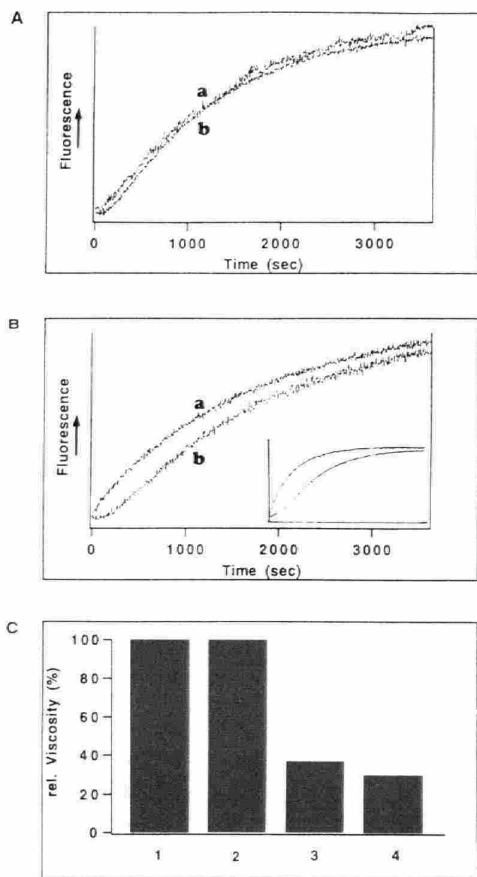 A
Fluorescence
a
b
0 1000 2000 3000
Time (sec)
B
Fluorescence
a
b
0 1000 2000 3000
Time (sec)
C
rel. Viscosity (%)
100
80
60
40
20
0
1 2 3 4